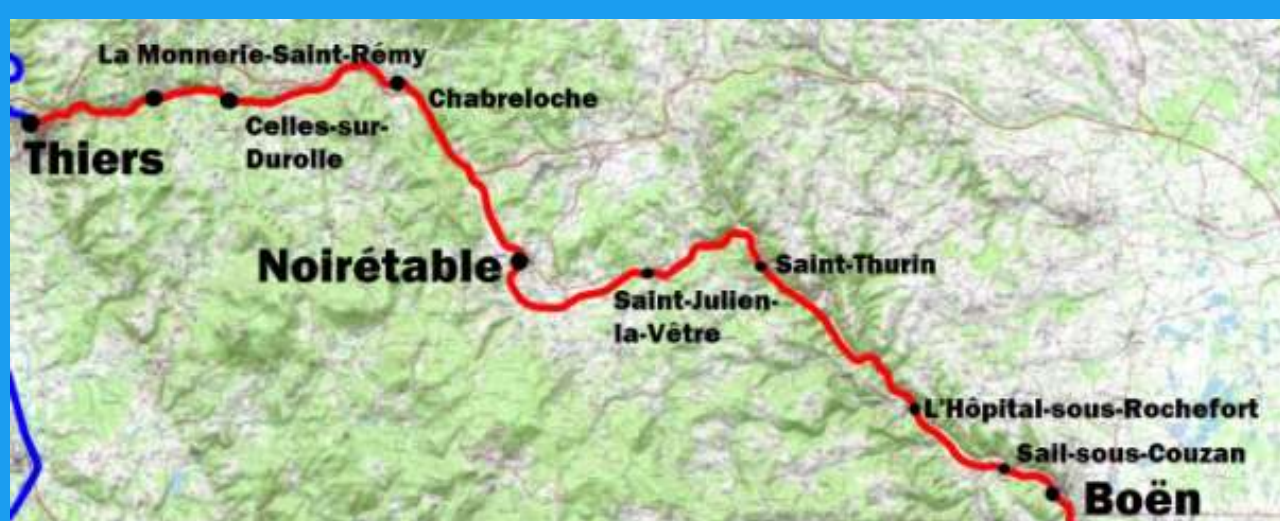 La Monnerie-Saint-Rémy
Chabreloche
Celles-sur-
Durolle
Thiers
Noirétable
Saint-Thurin
Saint-Julien-
la-Vêtre
L'Hôpital-sous-Rochefort
Sail-sous-Couzan
Boën